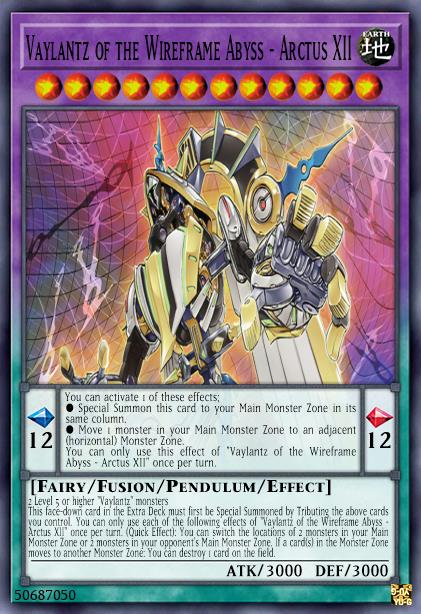 Vaylantz of the Wireframe Abyss - Arctus XII
EARTH
地
You can activate 1 of these effects;
● Special Summon this card to your Main Monster Zone in its
same column.
● Move 1 monster in your Main Monster Zone to an adjacent
(horizontal) Monster Zone.
You can only use this effect of "Vaylantz of the Wireframe
Abyss - Arctus XII" once per turn.
12
12
[Fairy/Fusion/Pendulum/Effect]
2 Level 5 or higher "Vaylantz" monsters
This face-down card in the Extra Deck must first be Special Summoned by Tributing the above cards
you control. You can only use each of the following effects of "Vaylantz of the Wireframe Abyss -
Arctus XII" once per turn. (Quick Effect): You can switch the locations of 2 monsters in your Main
Monster Zone or 2 monsters in your opponent's Main Monster Zone. If a card(s) in the Monster Zone
moves to another Monster Zone: You can destroy 1 card on the field.
ATK/3000 DEF/3000
50687050